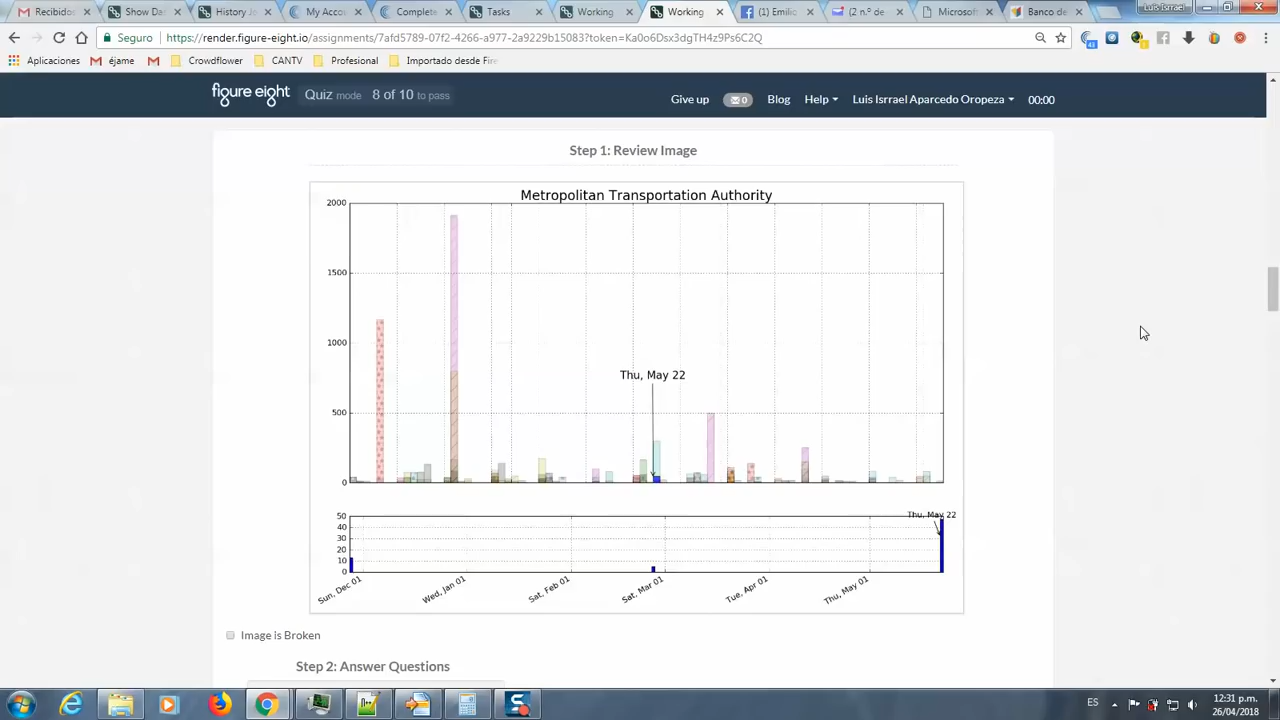 Recibido
Show Da
History J
My Acco
Complete
Tasks
Working
Working
(1) Emilio
(2 n.° de
Microsoft
Banco de
Luis Isrrael
Seguro https://render.figure-eight.io/assignments/7afd5789-07f2-4266-a977-2a9229b15083?token=Ka0o6Dsx3dgTH4z9Ps6C2Q
Aplicaciones éjame Crowdflower CANTV Profesional Importado desde Fire
figure eight Quiz mode 8 of 10 to pass Give up 0 Blog Help Luis Isrrael Aparcedo Oropeza 00:00
Step 1: Review Image
Metropolitan Transportation Authority
2000
1500
1000
Thu, May 22
500
0
50
Thu, May 22
40
30
20
10
0
Sun, Dec 01 Wed, Jan 01 Sat, Feb 01 Sat, Mar 01 Tue, Apr 01 Thu, May 01
Image is Broken
Step 2: Answer Questions
ES 12:31 p.m.
26/04/2018